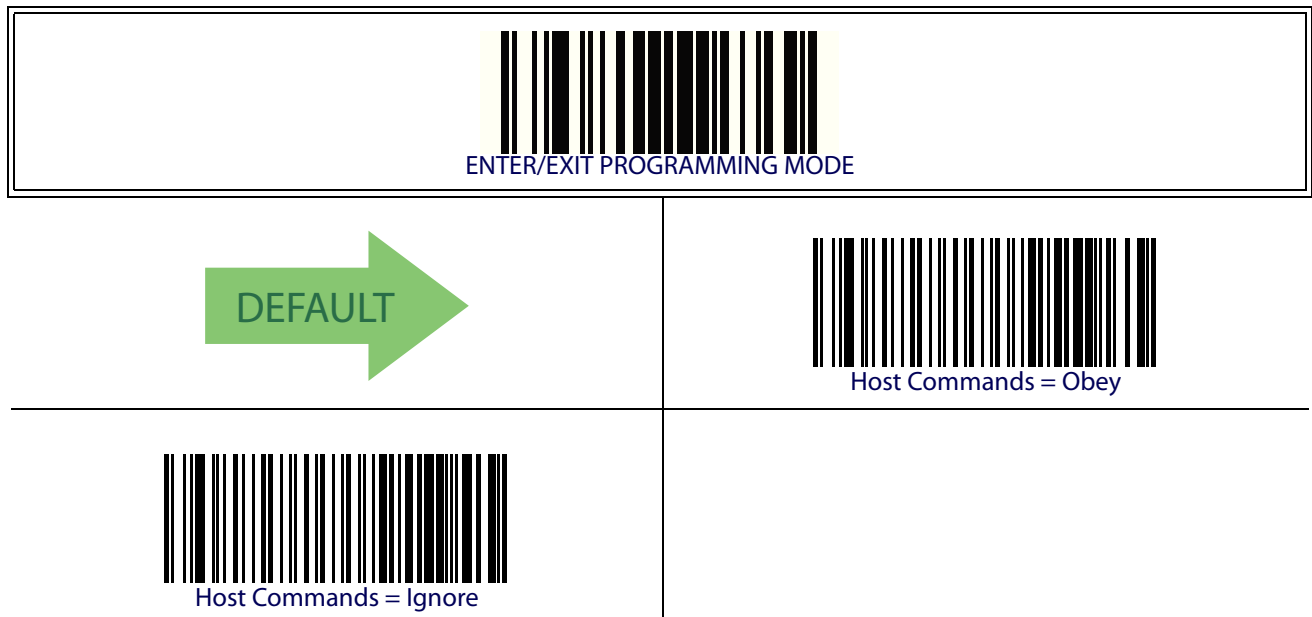 ENTER/EXIT PROGRAMMING MODE
DEFAULT
Host Commands = Obey
Host Commands = Ignore